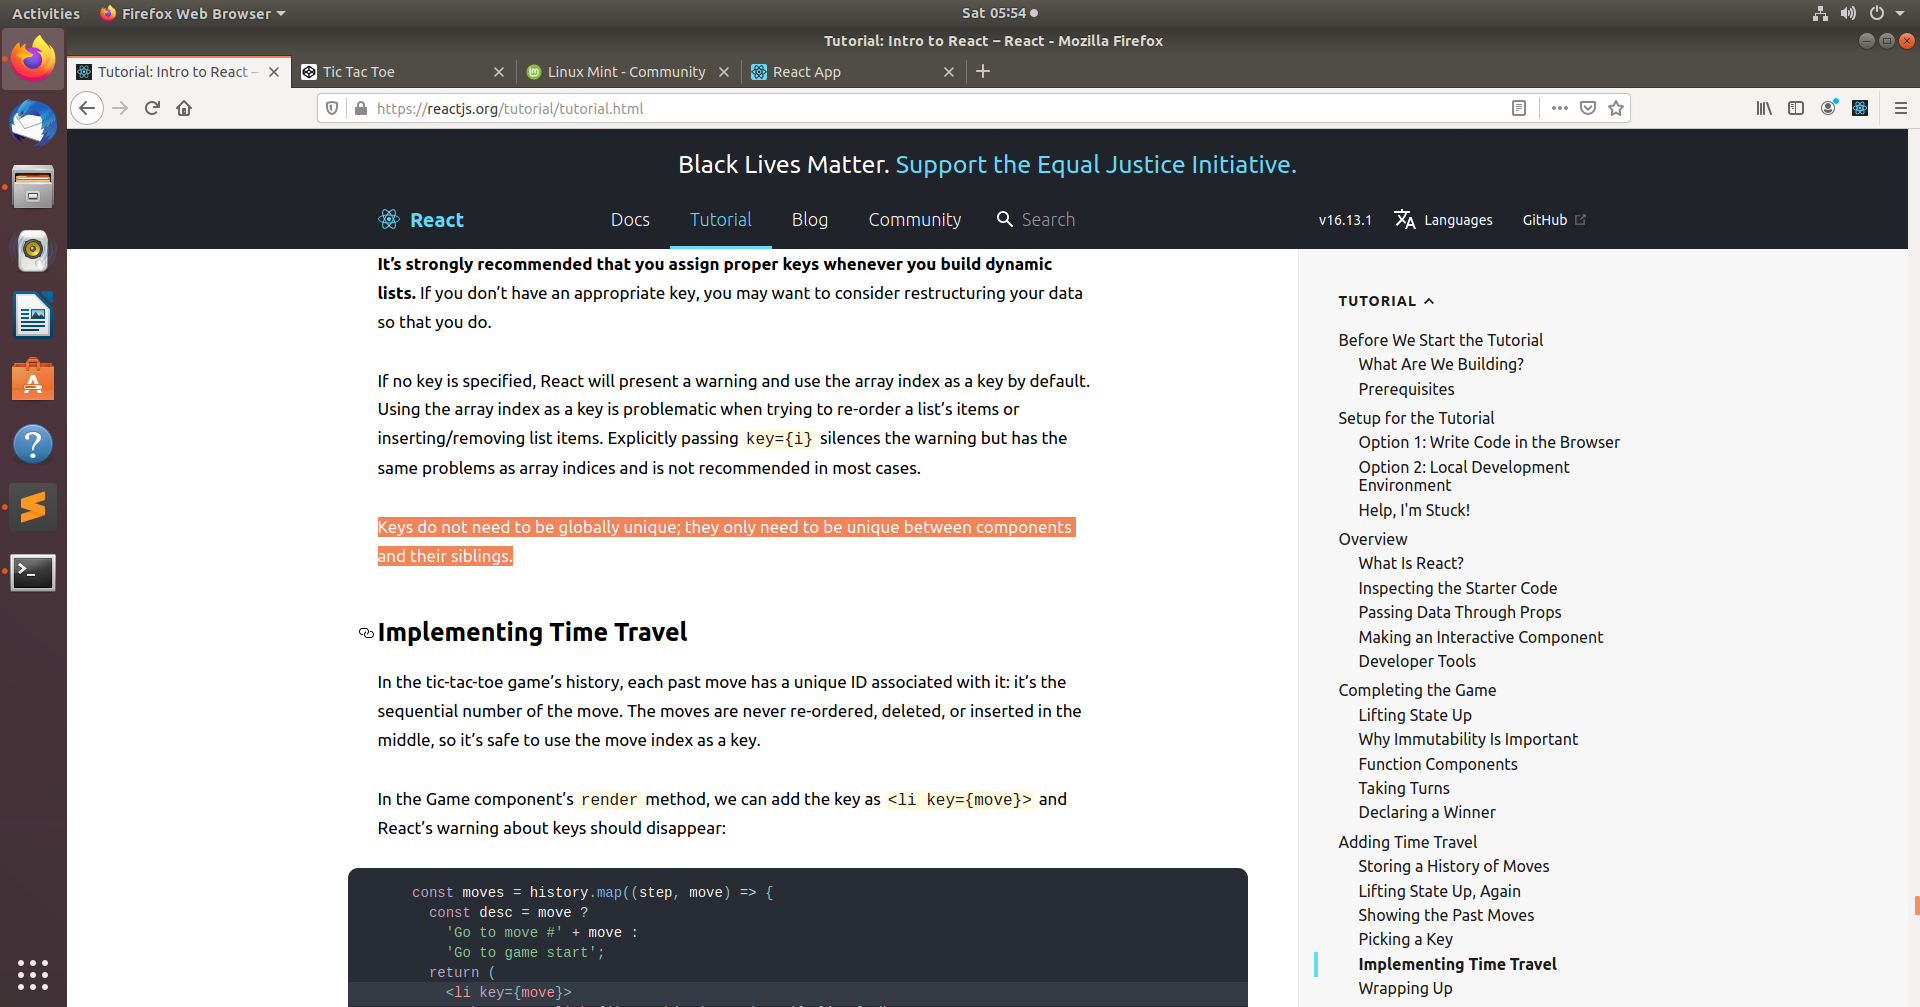 Activities
Firefox Web Browser
Sat 05:54
Tutorial: Intro to React – React - Mozilla Firefox
Tutorial: Intro to React –
Tic Tac Toe
Linux Mint - Community
React App
https://reactjs.org/tutorial/tutorial.html
Black Lives Matter. Support the Equal Justice Initiative.
React
Docs
Tutorial
Blog
Community
Search
v16.13.1
Languages
GitHub
It’s strongly recommended that you assign proper keys whenever you build dynamic
lists. If you don’t have an appropriate key, you may want to consider restructuring your data
so that you do.
If no key is specified, React will present a warning and use the array index as a key by default.
Using the array index as a key is problematic when trying to re-order a list’s items or
inserting/removing list items. Explicitly passing key={i} silences the warning but has the
same problems as array indices and is not recommended in most cases.
Keys do not need to be globally unique; they only need to be unique between components
and their siblings.
Implementing Time Travel
In the tic-tac-toe game’s history, each past move has a unique ID associated with it: it’s the
sequential number of the move. The moves are never re-ordered, deleted, or inserted in the
middle, so it’s safe to use the move index as a key.
In the Game component’s render method, we can add the key as <li key={move}> and
React’s warning about keys should disappear:
const moves = history.map((step, move) => {
const desc = move ?
'Go to move #' + move :
'Go to game start';
return (
<li key={move}>
TUTORIAL
Before We Start the Tutorial
What Are We Building?
Prerequisites
Setup for the Tutorial
Option 1: Write Code in the Browser
Option 2: Local Development
Environment
Help, I'm Stuck!
Overview
What Is React?
Inspecting the Starter Code
Passing Data Through Props
Making an Interactive Component
Developer Tools
Completing the Game
Lifting State Up
Why Immutability Is Important
Function Components
Taking Turns
Declaring a Winner
Adding Time Travel
Storing a History of Moves
Lifting State Up, Again
Showing the Past Moves
Picking a Key
Implementing Time Travel
Wrapping Up